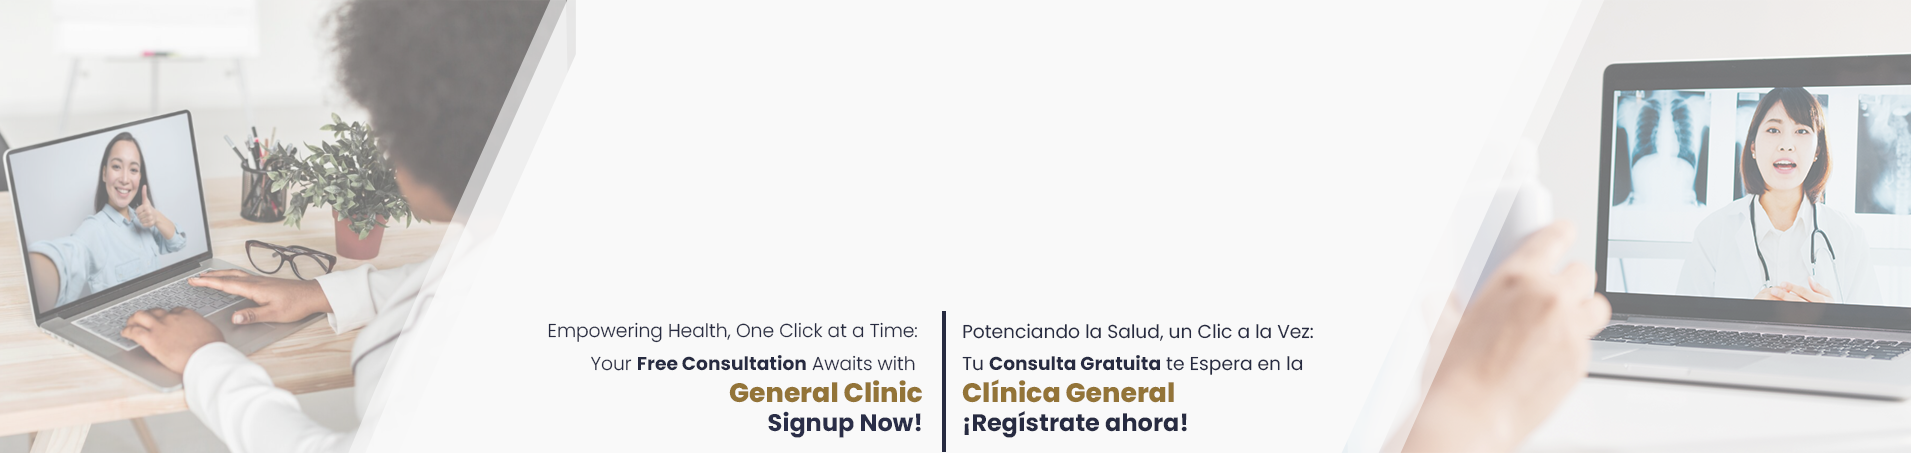 Empowering Health, One Click at a Time:
Your Free Consultation Awaits with
General Clinic
Signup Now!
Potenciando la Salud, un Clic a la Vez:
Tu Consulta Gratuita te Espera en la
Clínica General
¡Regístrate ahora!